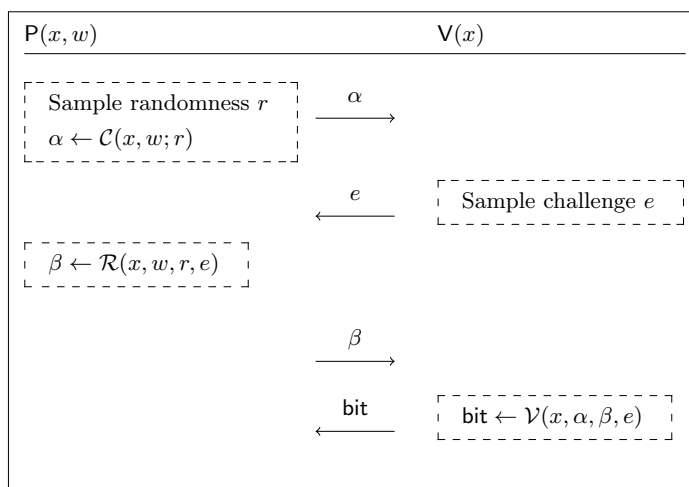 P(x, w) V(x)
Sample randomness r
α
α ← C(x, w; r)
e
Sample challenge e
β ← R(x, w, r, e)
β
bit
bit ← V(x, α, β, e)